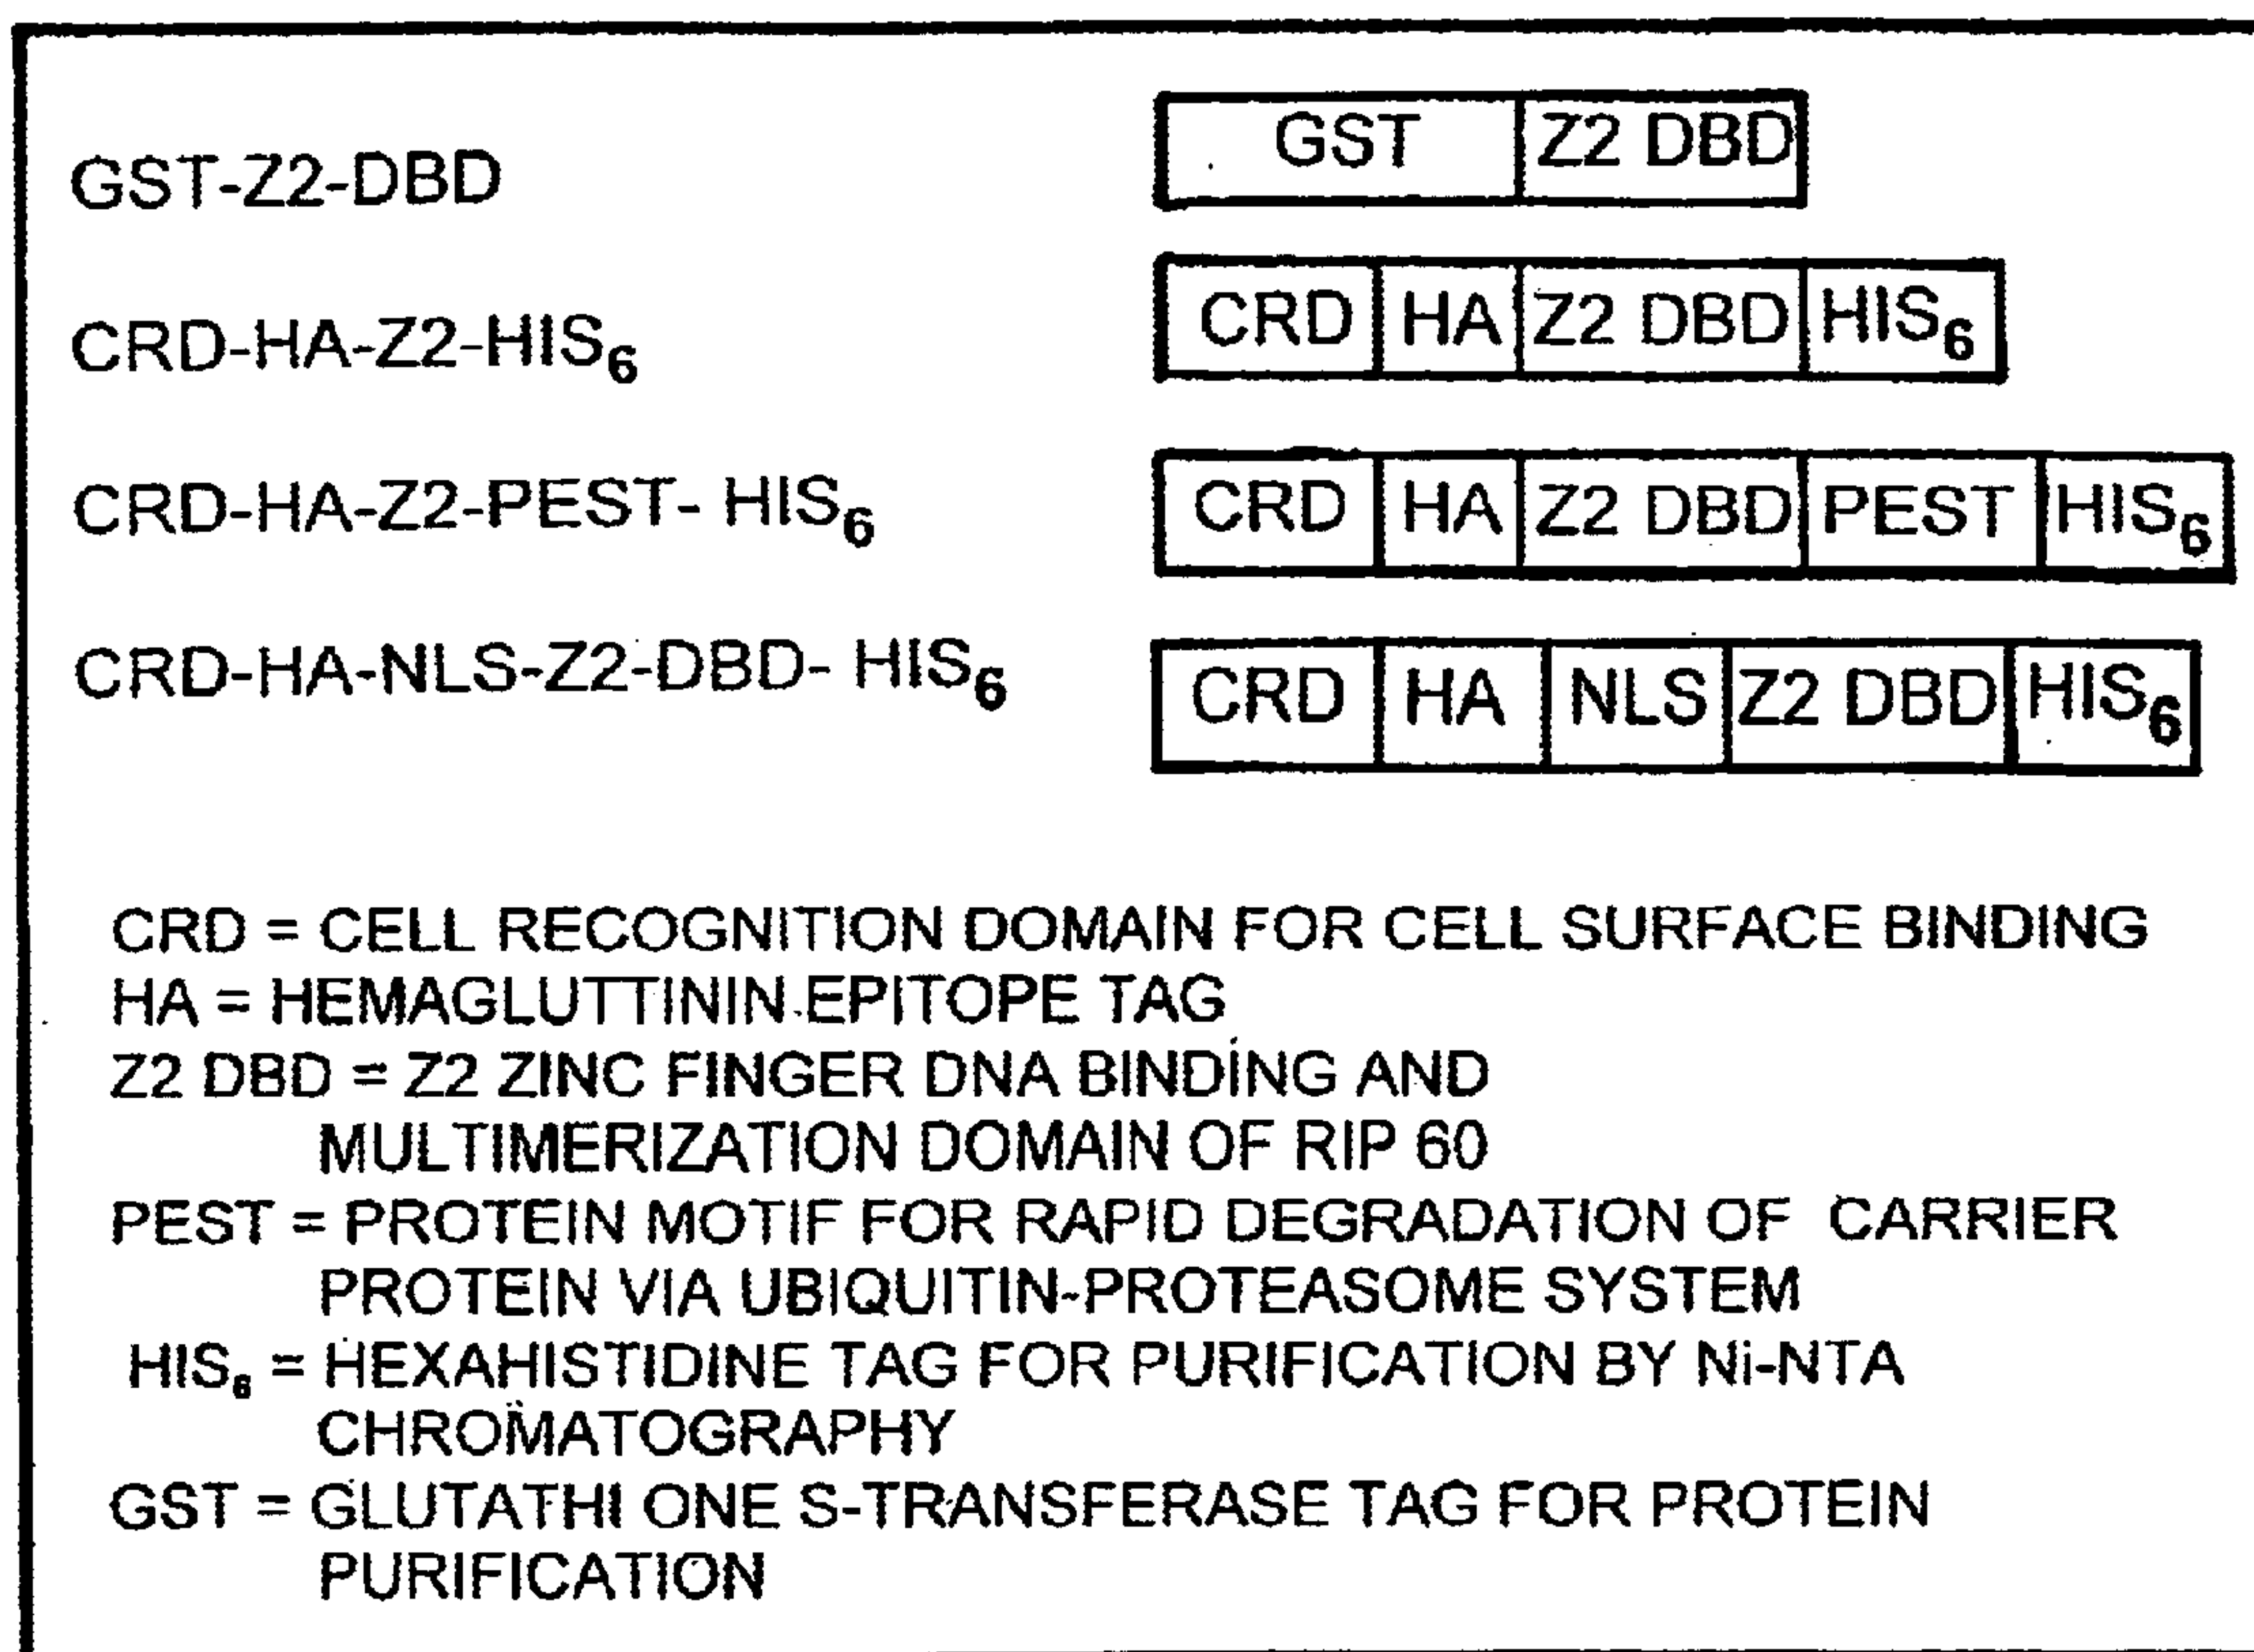 GST-Z2-DBD
GST Z2 DBD
CRD-HA-Z2-HIS₆
CRD HA Z2 DBD HIS₆
CRD-HA-Z2-PEST- HIS₆
CRD HA Z2 DBD PEST HIS₆
CRD-HA-NLS-Z2-DBD- HIS₆
CRD HA NLS Z2 DBD HIS₆
CRD = CELL RECOGNITION DOMAIN FOR CELL SURFACE BINDING
HA = HEMAGLUTTININ EPITOPE TAG
Z2 DBD = Z2 ZINC FINGER DNA BINDING AND
MULTIMERIZATION DOMAIN OF RIP 60
PEST = PROTEIN MOTIF FOR RAPID DEGRADATION OF CARRIER
PROTEIN VIA UBIQUITIN-PROTEASOME SYSTEM
HIS₆ = HEXAHISTIDINE TAG FOR PURIFICATION BY Ni-NTA
CHROMATOGRAPHY
GST = GLUTATHI ONE S-TRANSFERASE TAG FOR PROTEIN
PURIFICATION